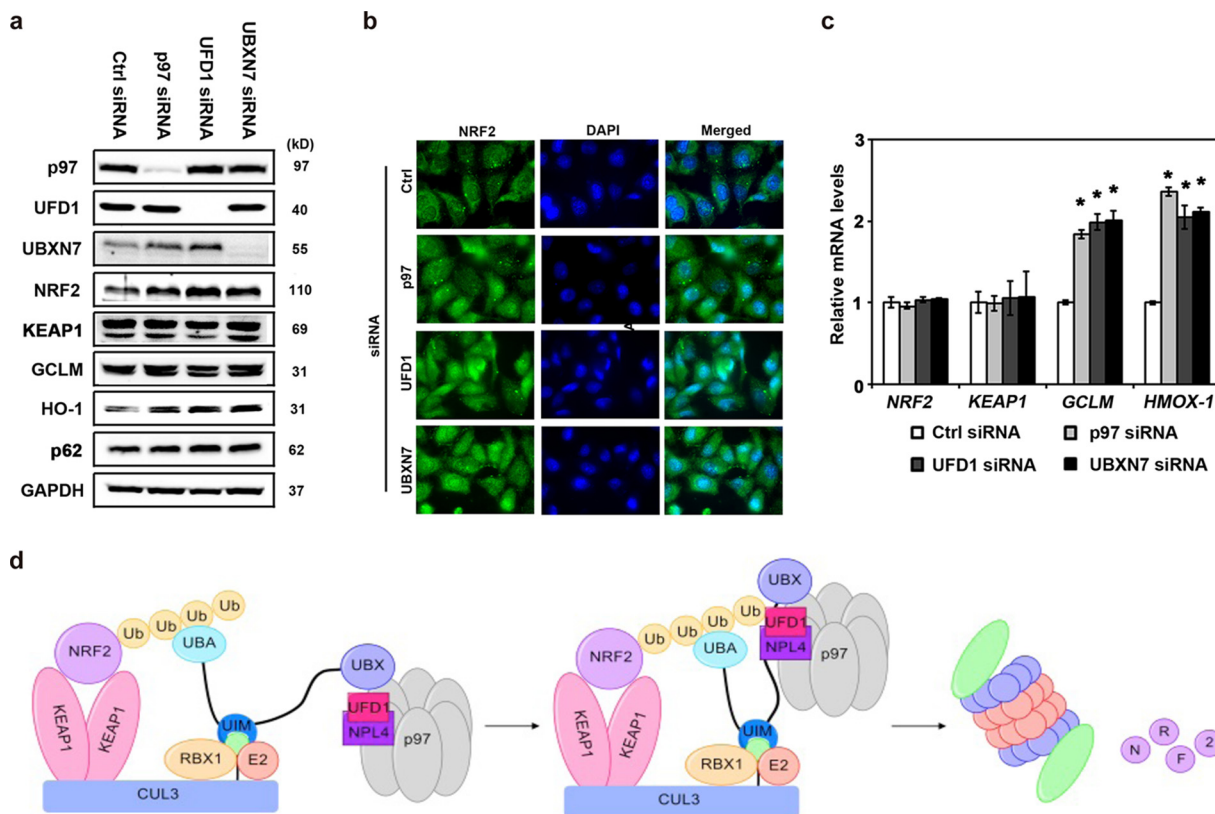 a
Ctrl siRNA
p97 siRNA
UFD1 siRNA
UBXN7 siRNA
(kD)
p97
97
UFD1
40
UBXN7
55
NRF2
110
KEAP1
69
GCLM
31
HO-1
31
p62
62
GAPDH
37
b
NRF2 DAPI Merged
siRNA
Ctrl
p97
UFD1
UBXN7
c
Relative mRNA levels
3
2
1
0
* * * * * *
NRF2 KEAP1 GCLM HMOX-1
Ctrl siRNA p97 siRNA
UFD1 siRNA UBXN7 siRNA
d
NRF2
Ub Ub Ub Ub
UBA
KEAP1 KEAP1
UIM
RBX1 E2
CUL3
UBX
UFD1
NPL4
p97
NRF2
Ub Ub Ub Ub
UBA
KEAP1 KEAP1
UIM
RBX1 E2
CUL3
UBX
UFD1
NPL4
p97
N R F 2